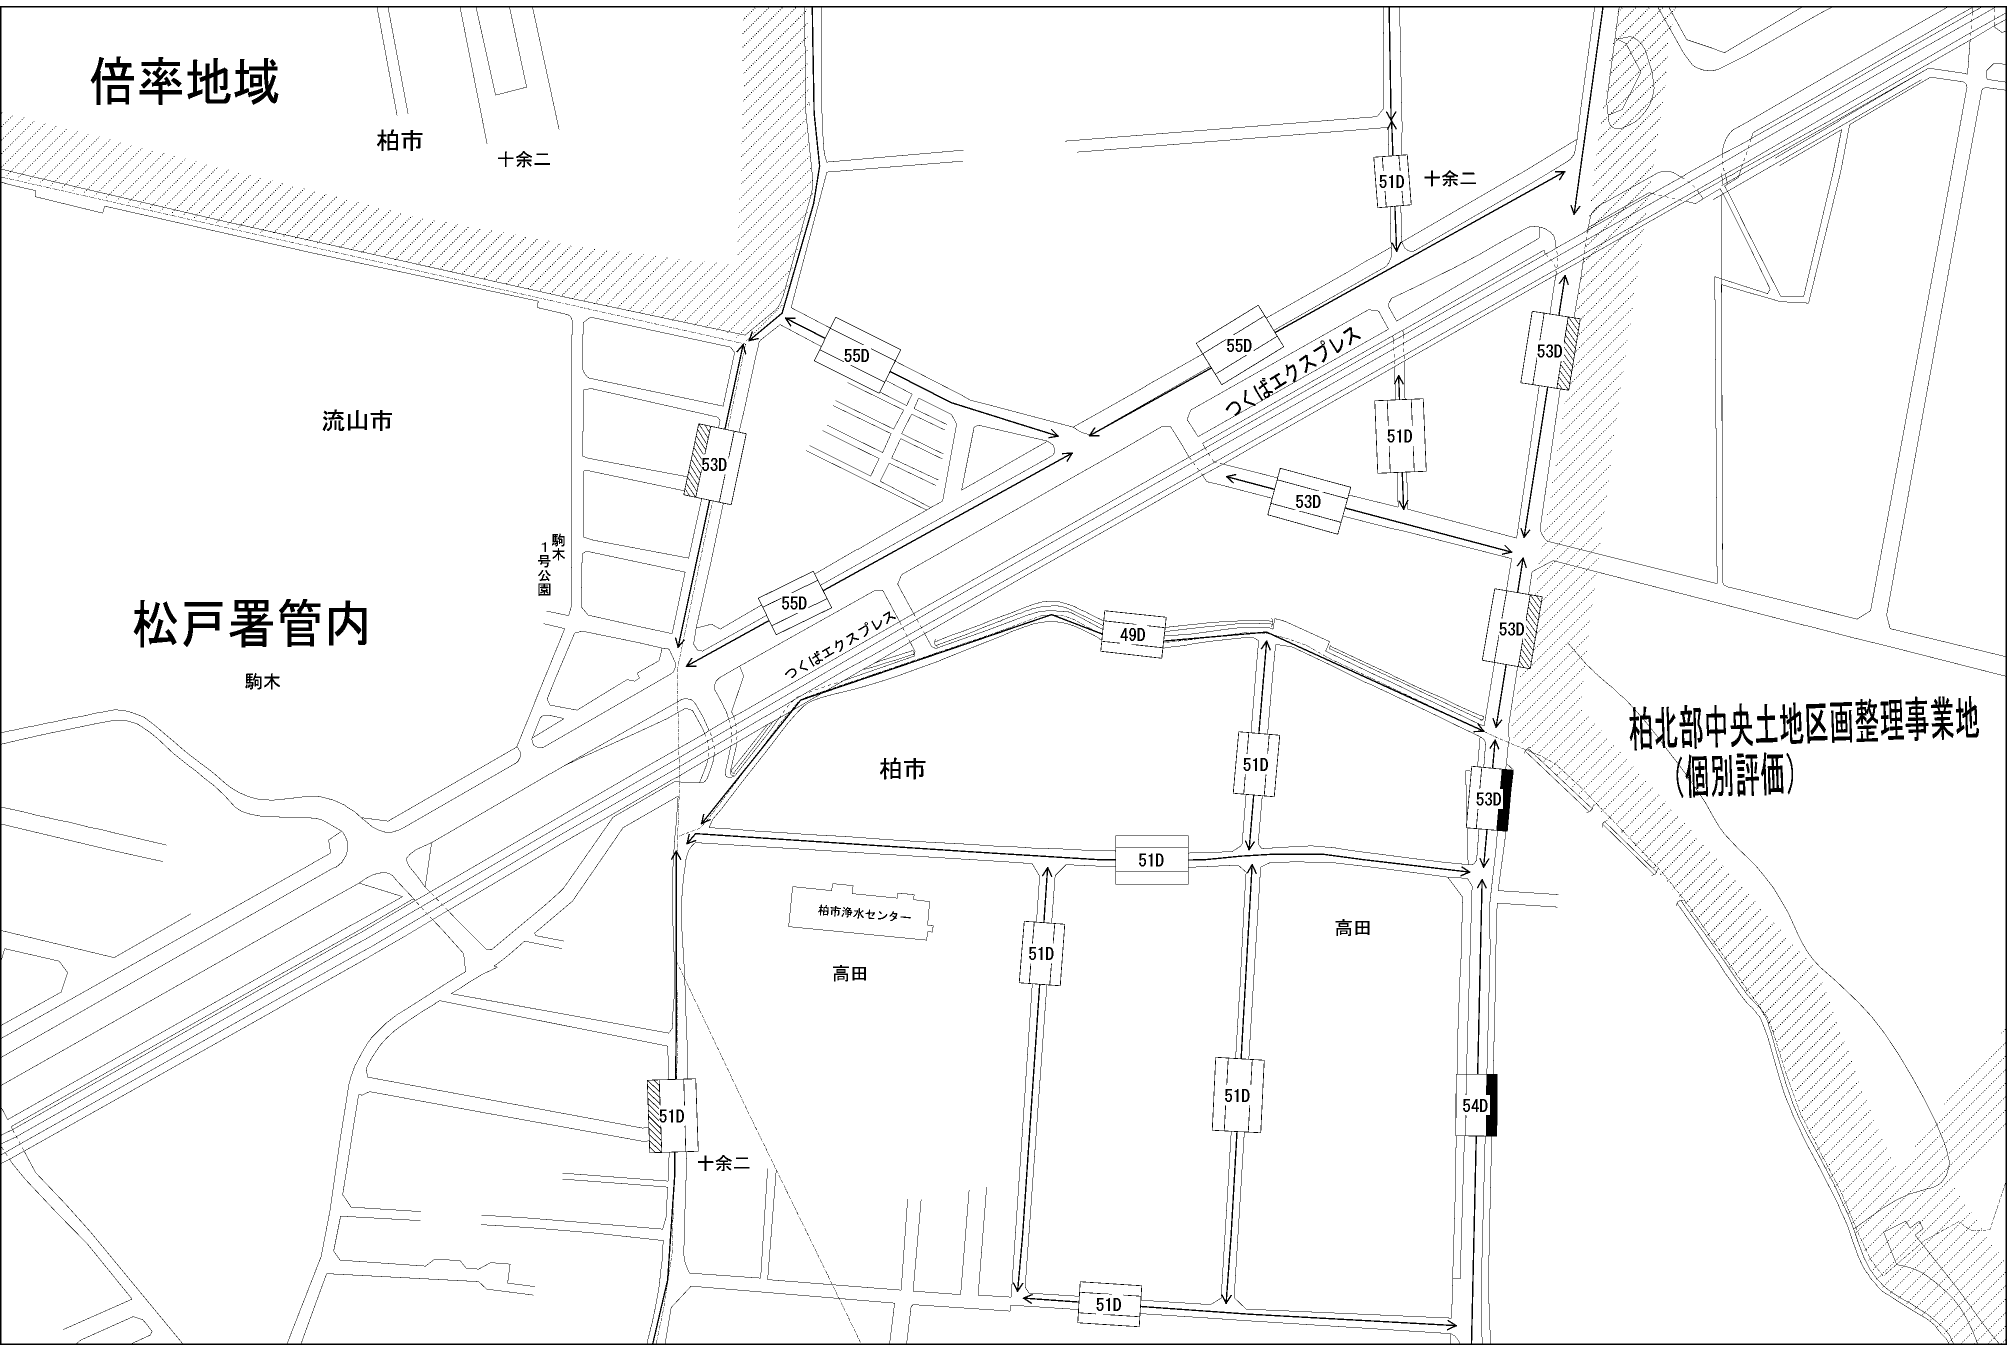 倍率地域
柏市
十余二
51D
十余二
55D
55D
つくばエクスプレス
53D
流山市
53D
51D
53D
駒木
1号公園
55D
つくばエクスプレス
49D
53D
松戸署管内
駒木
柏北部中央土地区画整理事業地
(個別評価)
柏市
51D
53D
51D
柏市浄水センター
高田
高田
51D
51D
54D
51D
十余二
51D